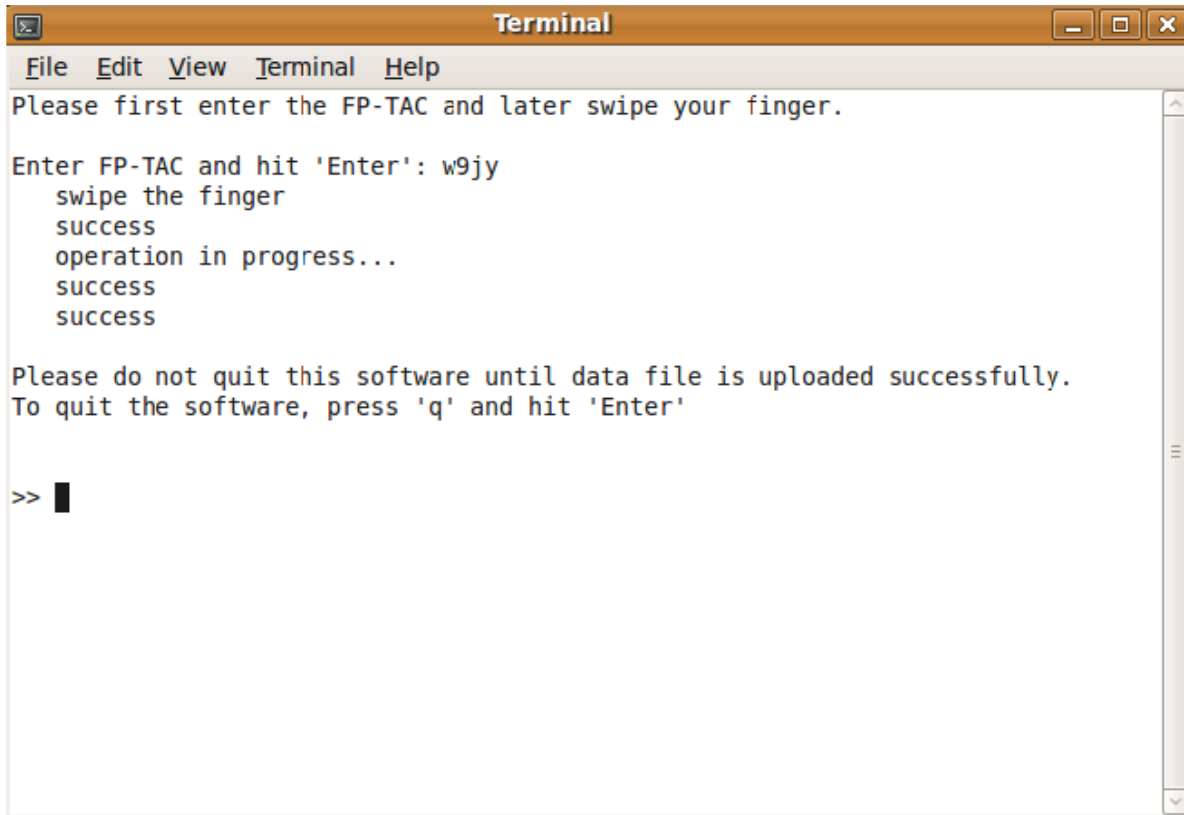 Terminal
File Edit View Terminal Help
Please first enter the FP-TAC and later swipe your finger.
Enter FP-TAC and hit 'Enter': w9jy
swipe the finger
success
operation in progress...
success
success
Please do not quit this software until data file is uploaded successfully.
To quit the software, press 'q' and hit 'Enter'
>>